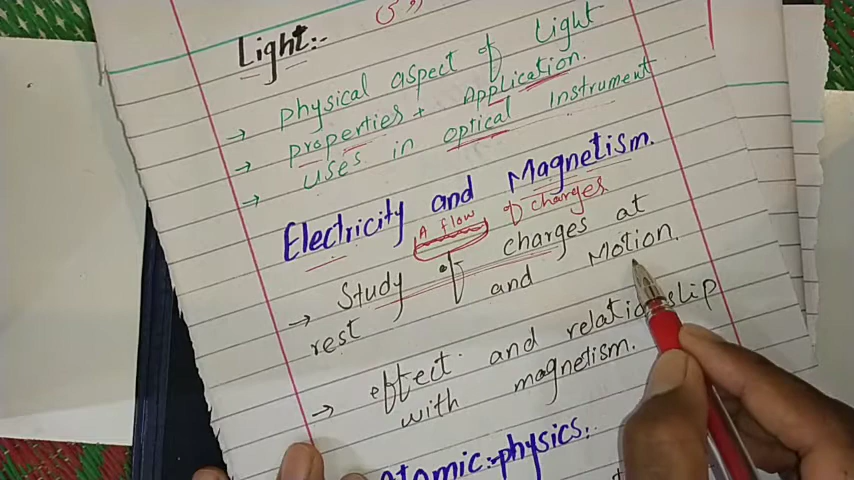 Light:-
→ physical aspect of Light
→ properties + Application.
→ uses in optical Instrument
Electricity and Magnetism.
A flow of charges
→ Study of charges at
rest and Motion.
→ effect and relationslip
with magnetism.
Atomic-physics.